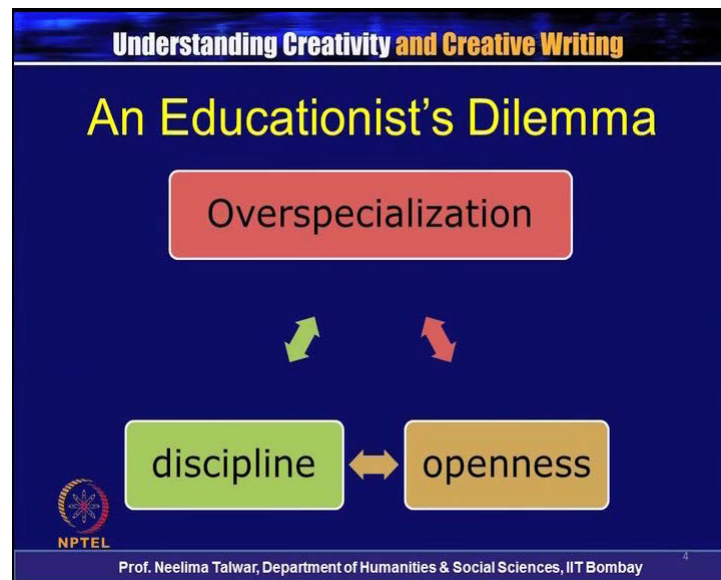 Understanding Creativity and Creative Writing
An Educationist's Dilemma
Overspecialization
discipline
openness
NPTEL
4
Prof. Neelima Talwar, Department of Humanities & Social Sciences, IIT Bombay